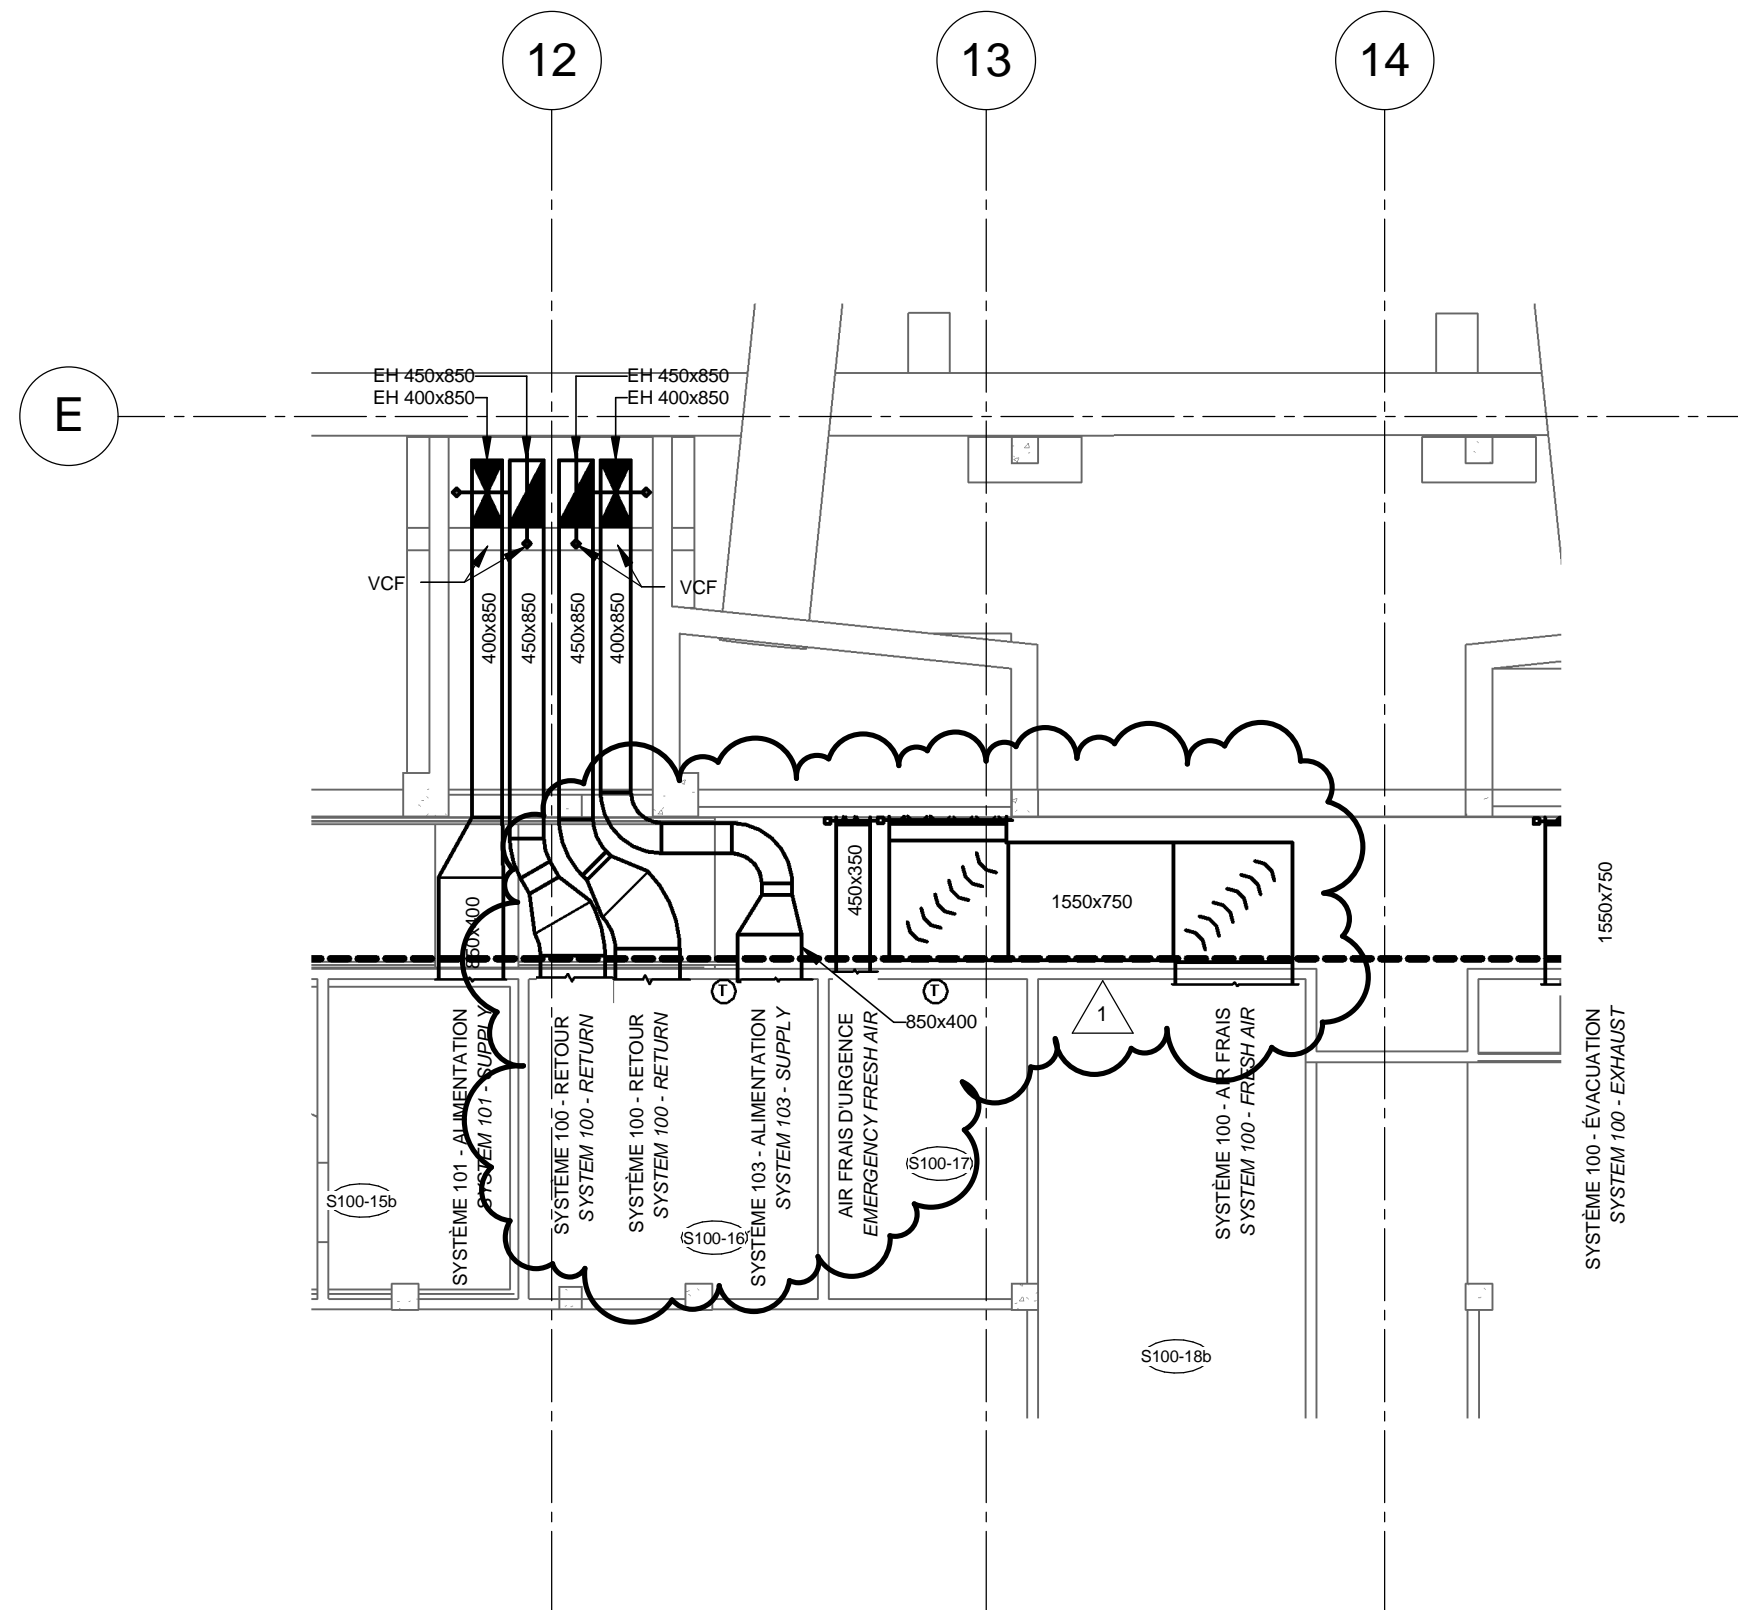 12
13
14
E
EH 450x850
EH 400x850
EH 450x850
EH 400x850
VCF
VCF
400x850
450x850
450x850
400x850
850x400
450x350
1550x750
1550x750
T
T
850x400
1
SYSTÈME 101 - ALIMENTATION
SYSTEM 101 - SUPPLY
SYSTÈME 100 - RETOUR
SYSTEM 100 - RETURN
SYSTÈME 100 - RETOUR
SYSTEM 100 - RETURN
SYSTÈME 103 - ALIMENTATION
SYSTEM 103 - SUPPLY
AIR FRAIS D'URGENCE
EMERGENCY FRESH AIR
SYSTÈME 100 - AIR FRAIS
SYSTEM 100 - FRESH AIR
SYSTÈME 100 - ÉVACUATION
SYSTEM 100 - EXHAUST
S100-15b
S100-16
S100-17
S100-18b